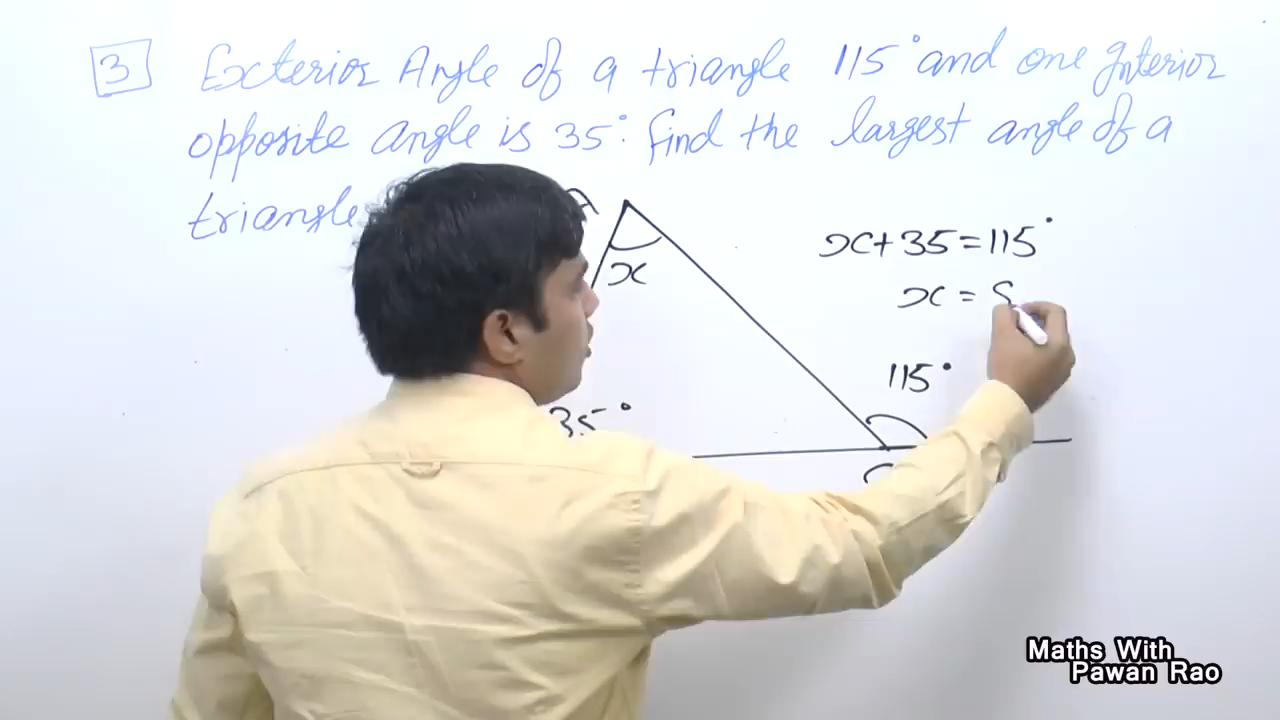 3 Exterior Angle of a triangle 115° and one Interior
opposite angle is 35°. Find the largest angle of a
triangle
A
x
x + 35 = 115°
x = 8
115°
35°
Maths With
Pawan Rao